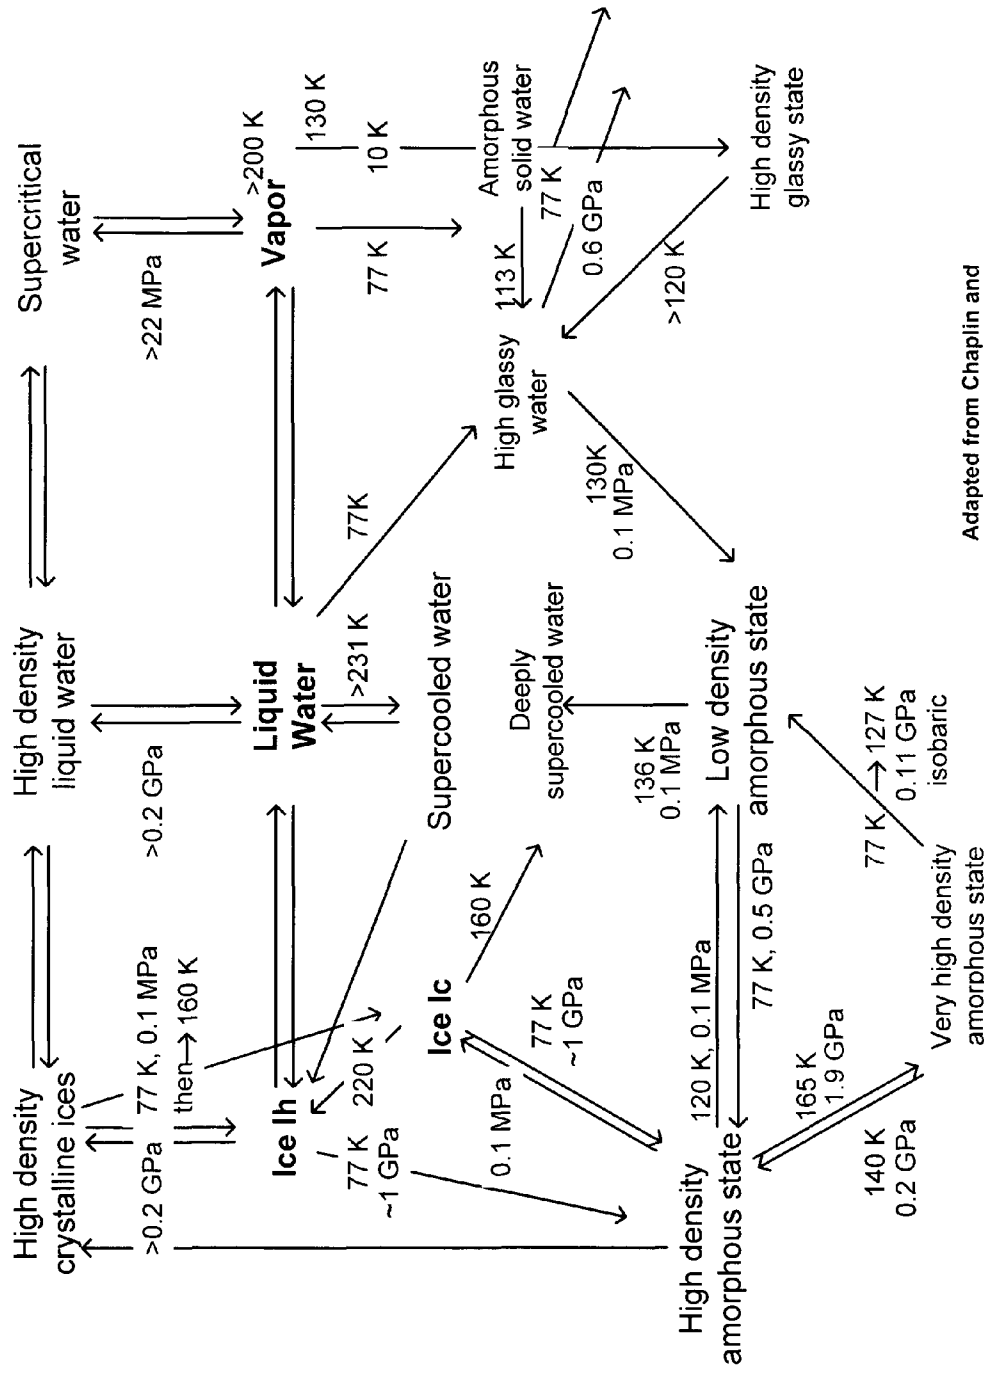 High density
crystalline ices
High density
liquid water
Supercritical
water
>0.2 GPa
77 K, 0.1 MPa
then→160 K
>0.2 GPa
>22 MPa
Ice Ih
Liquid
Water
Vapor
>200 K
130 K
220 K
77 K
~1 GPa
>231 K
77K
77 K
10 K
Ice Ic
160 K
Supercooled water
0.1 MPa
77 K
~1 GPa
Deeply
supercooled water
High glassy
water
113 K
Amorphous
solid water
77 K
0.6 GPa
130K
0.1 MPa
>120 K
136 K
0.1 MPa
High density
amorphous state
120 K, 0.1 MPa
77 K, 0.5 GPa
Low density
amorphous state
High density
glassy state
165 K
1.9 GPa
140 K
0.2 GPa
77 K → 127 K
0.11 GPa
isobaric
Very high density
amorphous state
Adapted from Chaplin and